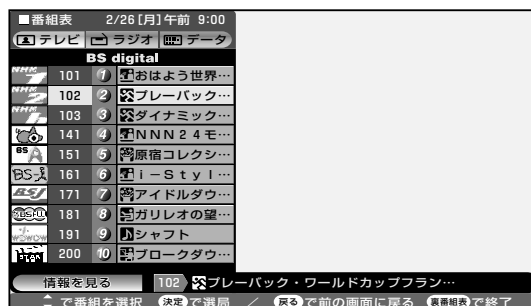 ■番組表 2/26[月]午前 9:00
テレビ ラジオ データ
BS digital
101 1 おはよう世界…
102 2 プレーバック…
103 3 ダイナミック…
141 4 NNN24モ…
BS 151 5 原宿コレクシ…
BS-i 161 6 i−Styl…
BSJ 171 7 アイドルダウ…
181 8 ガリレオの望…
WOWOW 191 9 シャフト
200 10 ブロークダウ…
情報を見る 102 プレーバック・ワールドカップフラン…
で番組を選択 決定で選局 ／ 戻るで前の画面に戻る 裏番組表で終了